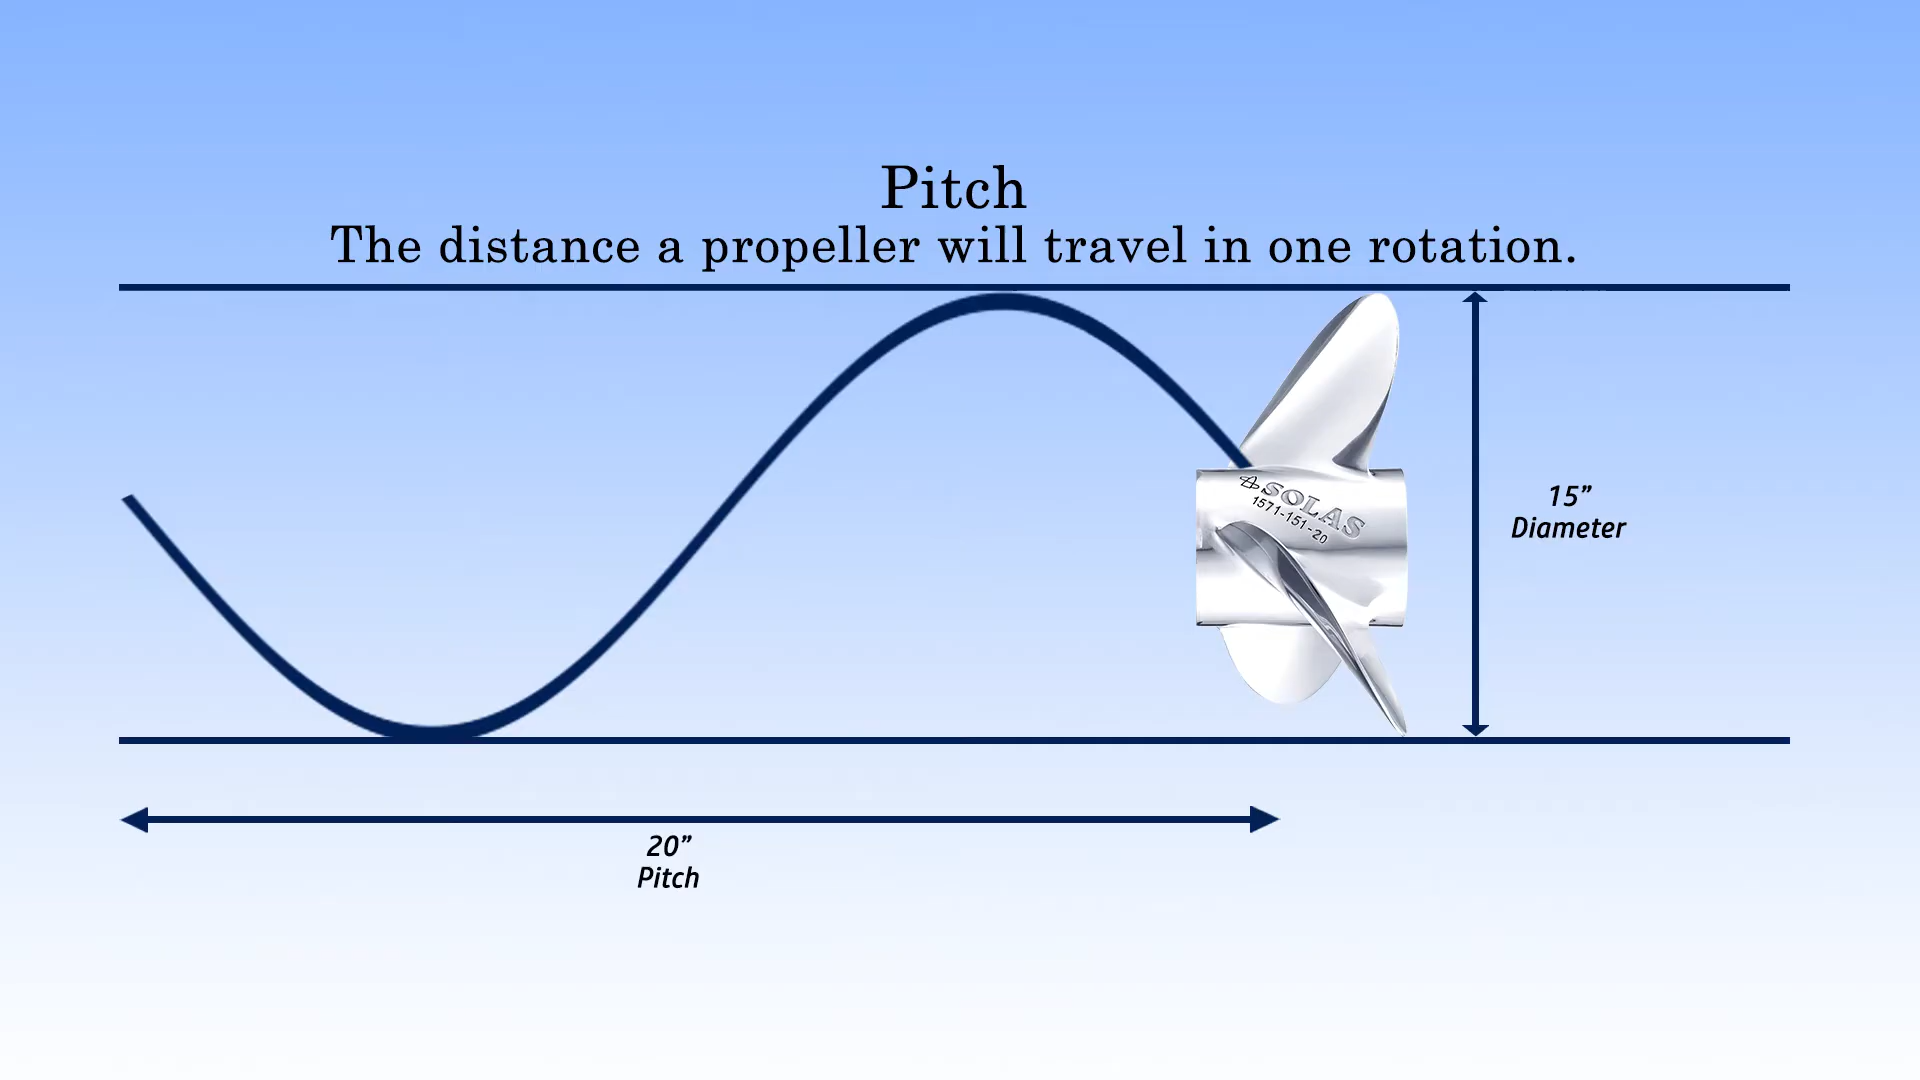 Pitch
The distance a propeller will travel in one rotation.
SOLAS
1571-151-20
15”
Diameter
20”
Pitch